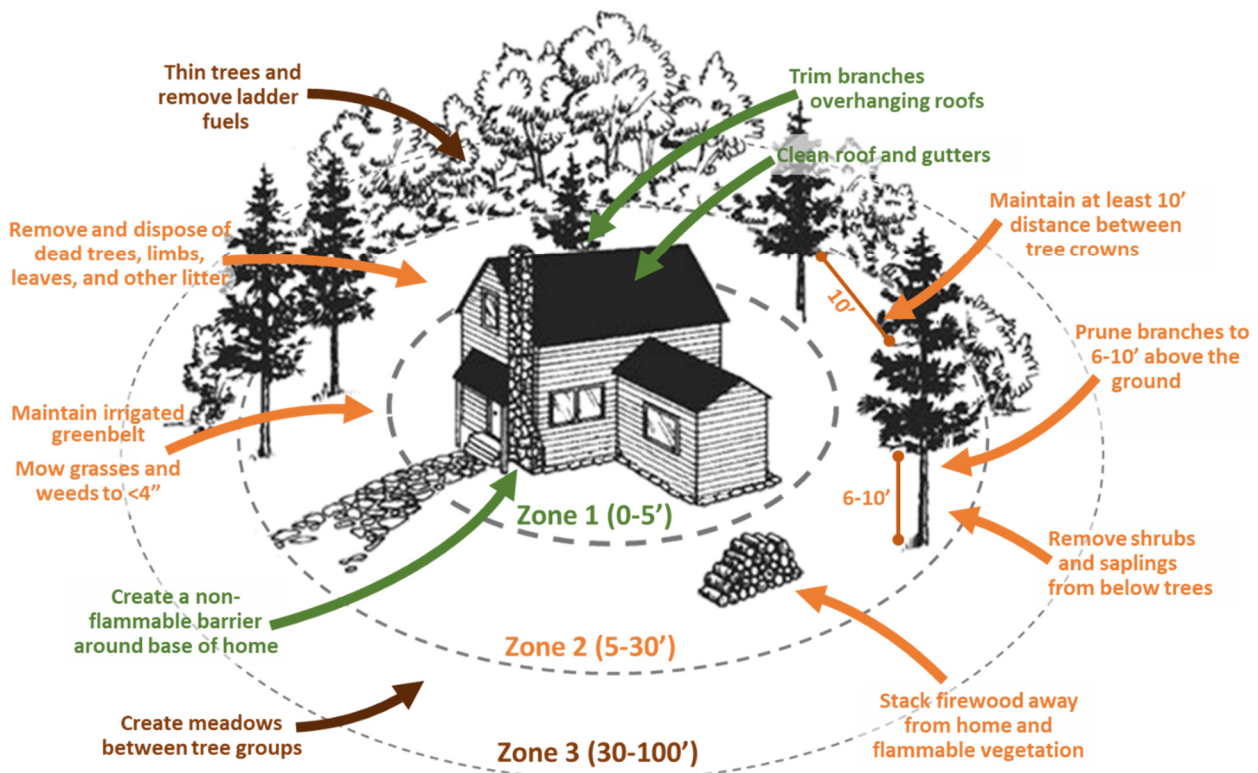 Thin trees and
remove ladder
fuels
Trim branches
overhanging roofs
Clean roof and gutters
Remove and dispose of
dead trees, limbs,
leaves, and other litter
Maintain at least 10’
distance between
tree crowns
10’
Prune branches to
6-10’ above the
ground
Maintain irrigated
greenbelt
Mow grasses and
weeds to <4”
6-10’
Zone 1 (0-5’)
Remove shrubs
and saplings
from below trees
Create a non-
flammable barrier
around base of home
Zone 2 (5-30’)
Stack firewood away
from home and
flammable vegetation
Create meadows
between tree groups
Zone 3 (30-100’)